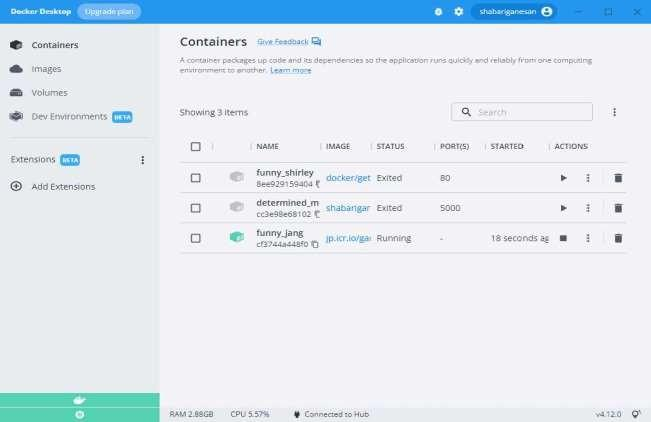 Docker Desktop Upgrade plan shabariganesan
Containers
Images
Volumes
Dev Environments BETA
Extensions BETA
Add Extensions
Containers Give Feedback
A container packages up code and its dependencies so the application runs quickly and reliably from one computing
environment to another. Learn more
Showing 3 items Search
NAME IMAGE STATUS PORT(S) STARTED ACTIONS
funny_shirley
8ee929159404 docker/get Exited 80
determined_m
cc3e98e68102 shabarigar Exited 5000
funny_jang
cf3744a448f0 jp.icr.io/ga Running - 18 seconds ag
RAM 2.88GB CPU 5.57% Connected to Hub v4.12.0